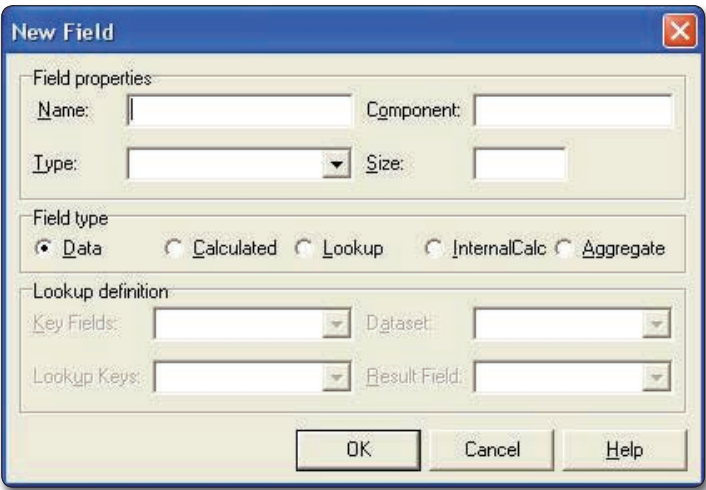 New Field
Field properties
Name: Component:
Type: Size:
Field type
Data Calculated Lookup InternalCalc Aggregate
Lookup definition
Key Fields: Dataset:
Lookup Keys: Result Field:
OK Cancel Help